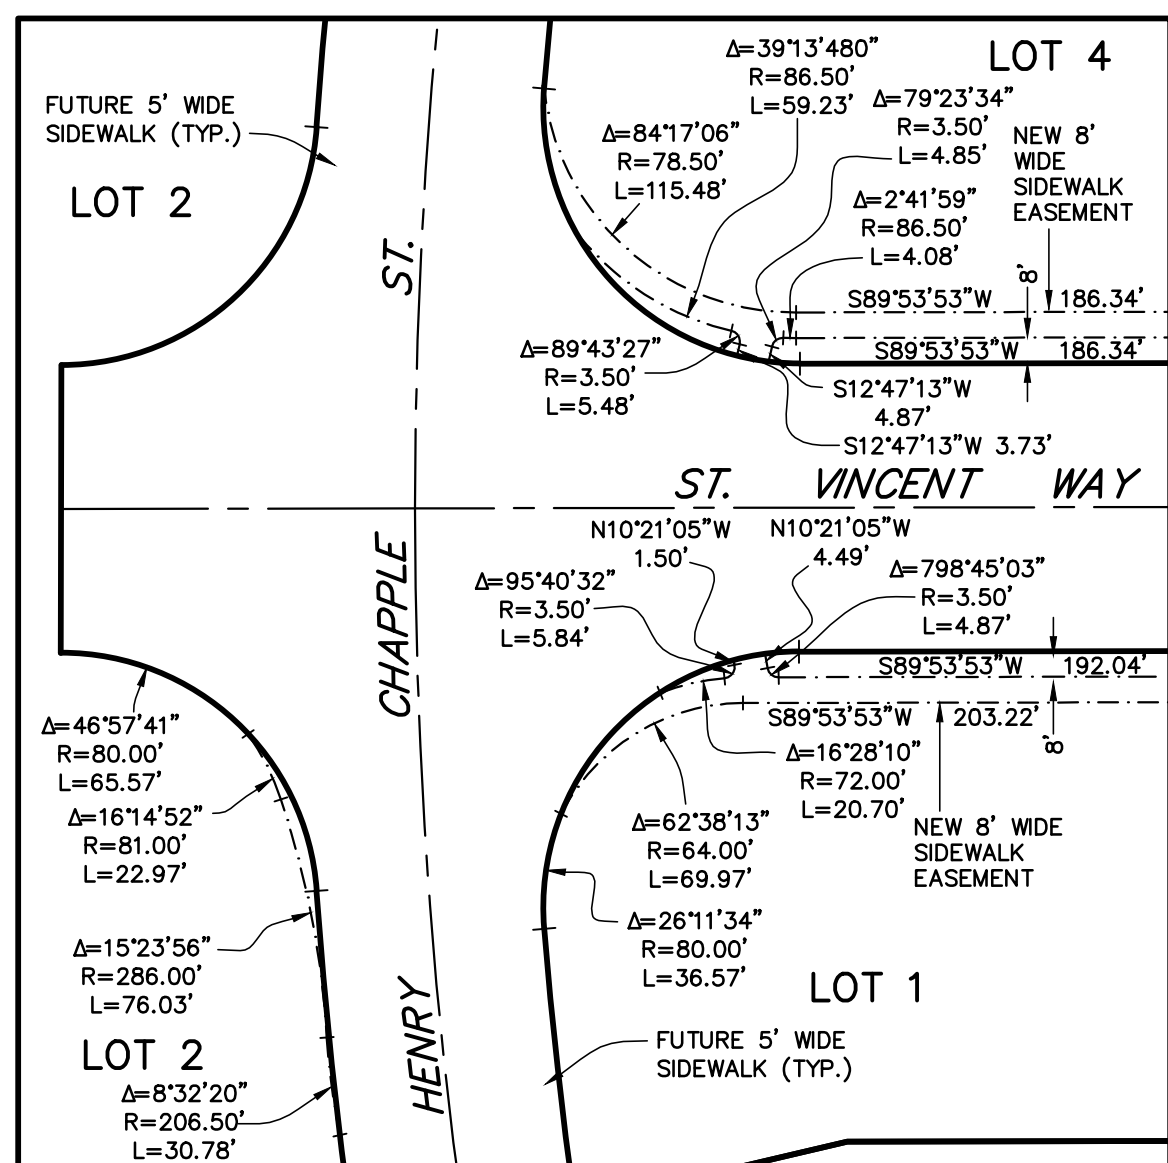 LOT 4
Δ=39°13'480"
R=86.50'
L=59.23'
Δ=79°23'34"
R=3.50'
L=4.85'
FUTURE 5' WIDE
SIDEWALK (TYP.)
Δ=84°17'06"
R=78.50'
L=115.48'
NEW 8'
WIDE
SIDEWALK
EASEMENT
LOT 2
Δ=2°41'59"
R=86.50'
L=4.08'
8'
S89°53'53"W 186.34'
S89°53'53"W 186.34'
Δ=89°43'27"
R=3.50'
L=5.48'
S12°47'13"W
4.87'
S12°47'13"W 3.73'
ST. VINCENT WAY
HENRY CHAPPLE ST.
N10°21'05"W
1.50'
N10°21'05"W
4.49'
Δ=95°40'32"
R=3.50'
L=5.84'
Δ=798°45'03"
R=3.50'
L=4.87'
S89°53'53"W 192.04'
S89°53'53"W 203.22'
8'
Δ=46°57'41"
R=80.00'
L=65.57'
Δ=16°28'10"
R=72.00'
L=20.70'
Δ=16°14'52"
R=81.00'
L=22.97'
Δ=62°38'13"
R=64.00'
L=69.97'
NEW 8' WIDE
SIDEWALK
EASEMENT
Δ=26°11'34"
R=80.00'
L=36.57'
Δ=15°23'56"
R=286.00'
L=76.03'
LOT 1
LOT 2
FUTURE 5' WIDE
SIDEWALK (TYP.)
Δ=8°32'20"
R=206.50'
L=30.78'